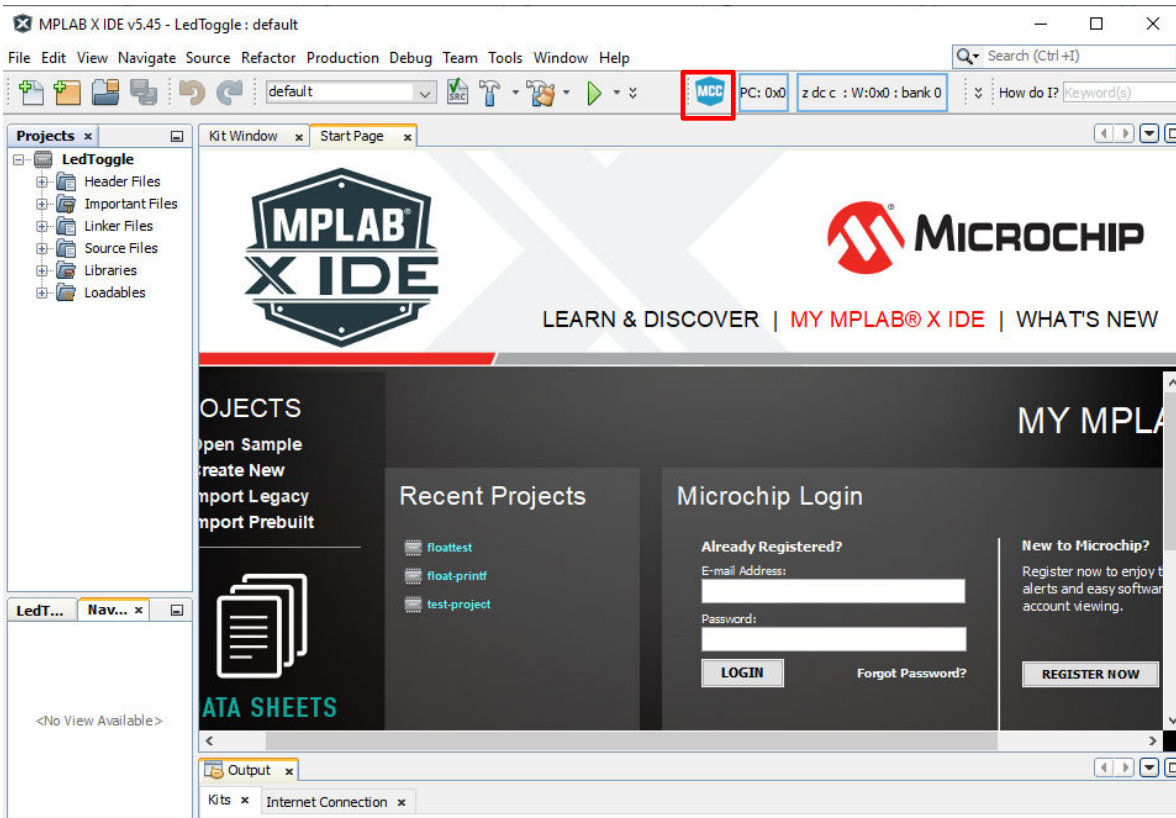 MPLAB X IDE v5.45 - LedToggle : default
File Edit View Navigate Source Refactor Production Debug Team Tools Window Help
Search (Ctrl+I)
default
SRC
MCC
PC: 0x0
z dc c : W:0x0 : bank 0
How do I? Keyword(s)
Projects
Kit Window
Start Page
LedToggle
Header Files
Important Files
Linker Files
Source Files
Libraries
Loadables
MPLAB®
X IDE
MICROCHIP
LEARN & DISCOVER | MY MPLAB® X IDE | WHAT'S NEW
OJECTS
Open Sample
Create New
mport Legacy
mport Prebuilt
MY MPLA
Recent Projects
floattest
float-printf
test-project
Microchip Login
Already Registered?
E-mail Address:
Password:
LOGIN
Forgot Password?
New to Microchip?
Register now to enjoy t
alerts and easy softwar
account viewing.
REGISTER NOW
ATA SHEETS
LedT...
Nav...
<No View Available>
Output
Kits
Internet Connection